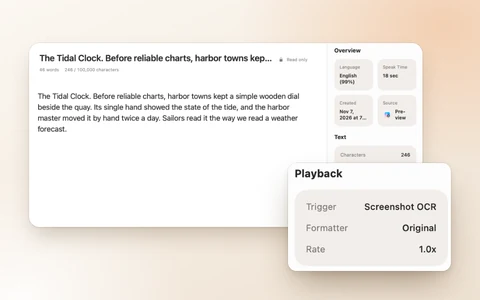 The Tidal Clock. Before reliable charts, harbor towns kep...
Read only
46 words 246 / 100,000 characters
The Tidal Clock. Before reliable charts, harbor towns kept a simple wooden dial
beside the quay. Its single hand showed the state of the tide, and the harbor
master moved it by hand twice a day. Sailors read it the way we read a weather
forecast.
Overview
Language
English
(99%)
Speak Time
18 sec
Created
Nov 7,
2026 at 7...
Source
Pre-
view
Text
Characters 246
Playback
Trigger Screenshot OCR
Formatter Original
Rate 1.0x